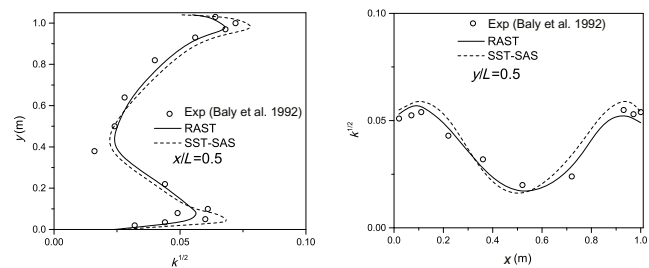 1.0
0.8
0.6
0.4
0.2
0.0
y (m)
Exp (Baly et al. 1992)
RAST
SST-SAS
x/L=0.5
0.00
0.05
0.10
k^1/2
0.10
0.05
0.00
k^1/2
Exp (Baly et al. 1992)
RAST
SST-SAS
y/L=0.5
0.0
0.2
0.4
0.6
0.8
1.0
x (m)